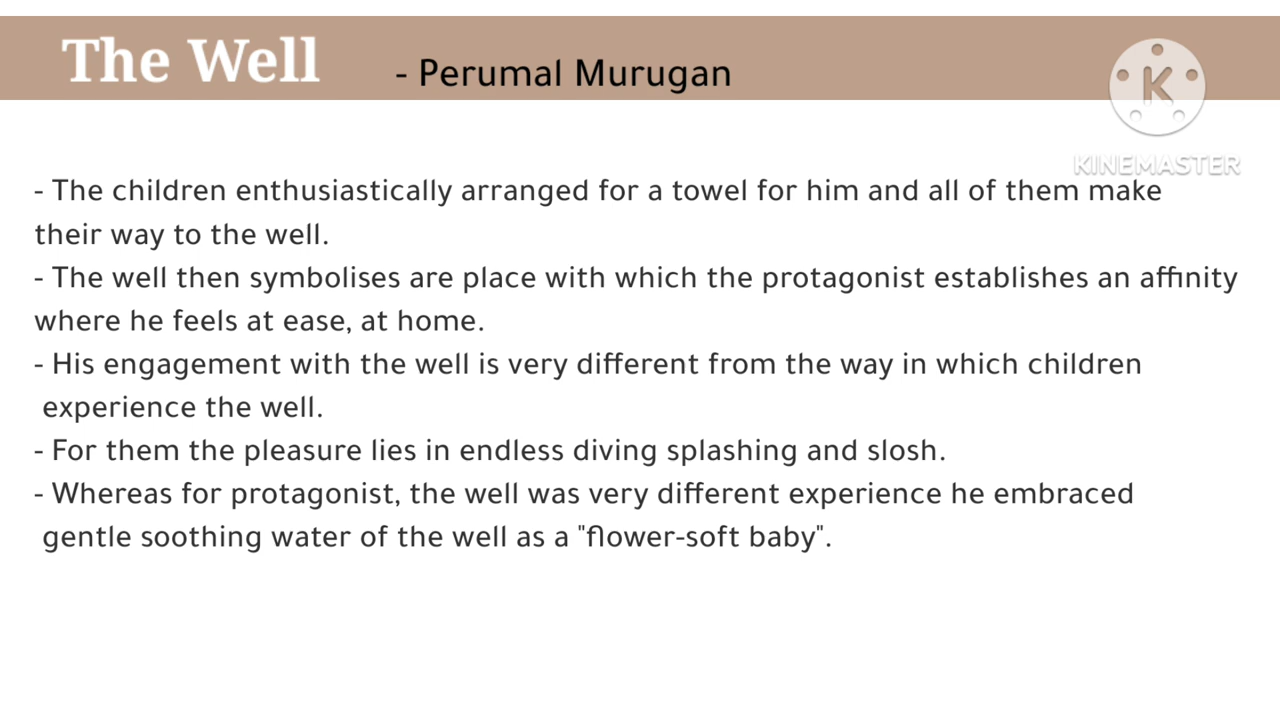 The Well - Perumal Murugan
K
KINEMASTER
- The children enthusiastically arranged for a towel for him and all of them make
their way to the well.
- The well then symbolises are place with which the protagonist establishes an affinity
where he feels at ease, at home.
- His engagement with the well is very different from the way in which children
experience the well.
- For them the pleasure lies in endless diving splashing and slosh.
- Whereas for protagonist, the well was very different experience he embraced
gentle soothing water of the well as a "flower-soft baby".